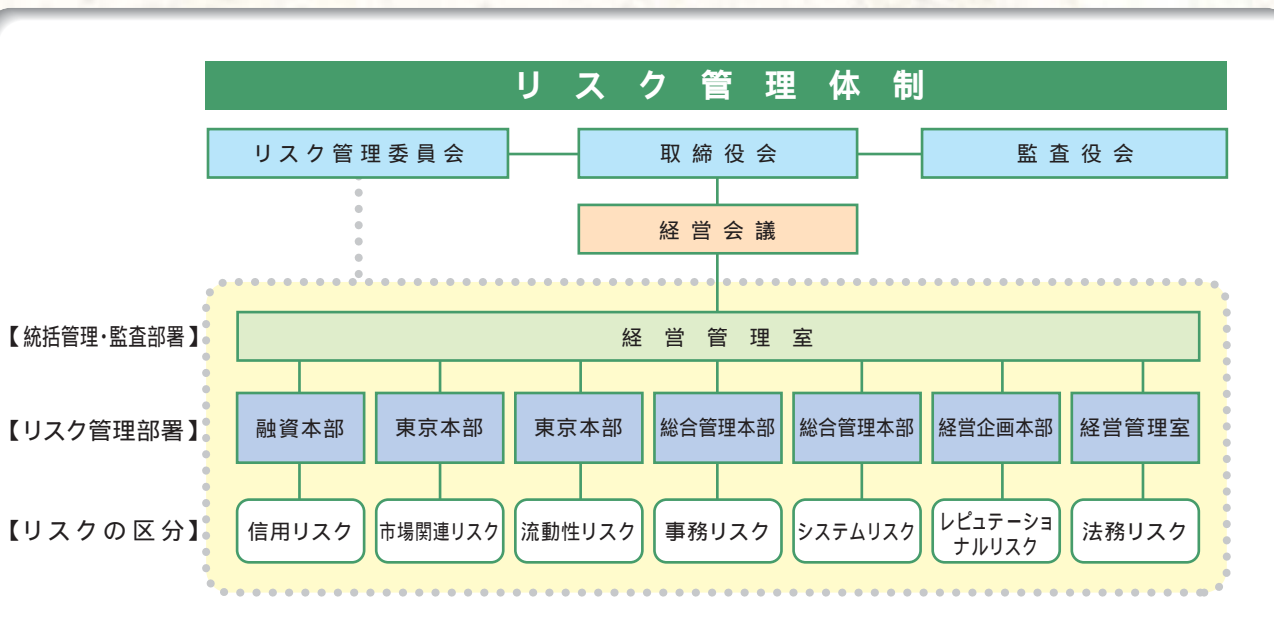 リスク管理体制
リスク管理委員会
取締役会
監査役会
経営会議
【統括管理・監査部署】
経営管理室
【リスク管理部署】
融資本部
東京本部
東京本部
総合管理本部
総合管理本部
経営企画本部
経営管理室
【リスクの区分】
信用リスク
市場関連リスク
流動性リスク
事務リスク
システムリスク
レピュテーショ
ナルリスク
法務リスク